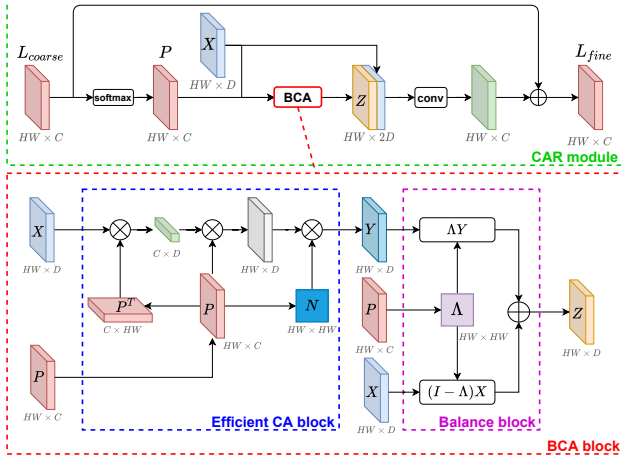 L_coarse
P
X
L_fine
HW × D
softmax
BCA
Z
conv
HW × C
HW × C
HW × 2D
HW × C
HW × C
CAR module
X
Y
ΛY
HW × D
C × D
HW × D
HW × D
P^T
P
N
P
Λ
Z
C × HW
HW × C
HW × HW
HW × C
HW × HW
HW × D
P
X
(I − Λ)X
HW × C
HW × D
Efficient CA block
Balance block
BCA block